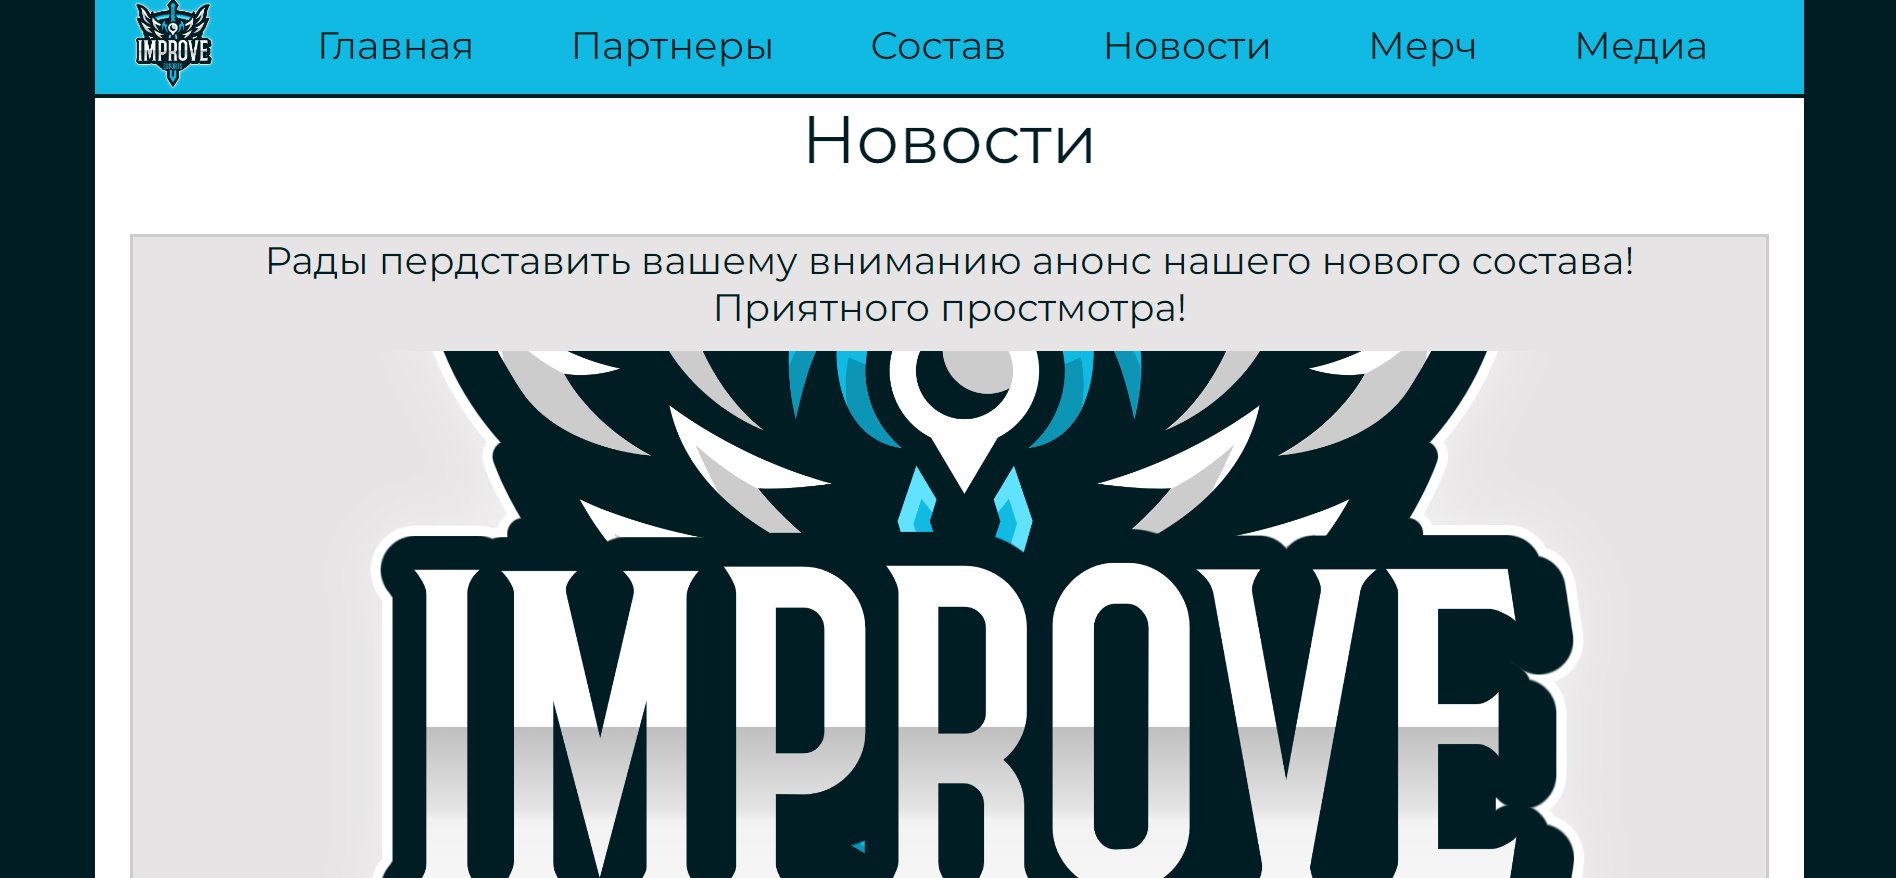 IMPROVE
Главная Партнеры Состав Новости Мерч Медиа
Новости
Рады пердставить вашему вниманию анонс нашего нового состава!
Приятного простмотра!
IMPROVE